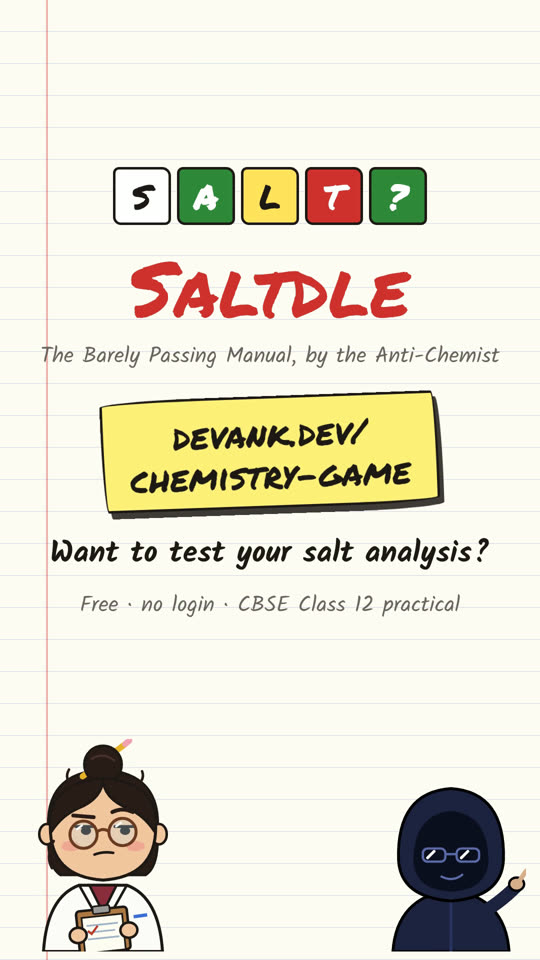 SALT?
SALTDLE
The Barely Passing Manual, by the Anti-Chemist
DEVANK.DEV/
CHEMISTRY-GAME
Want to test your salt analysis?
Free · no login · CBSE Class 12 practical